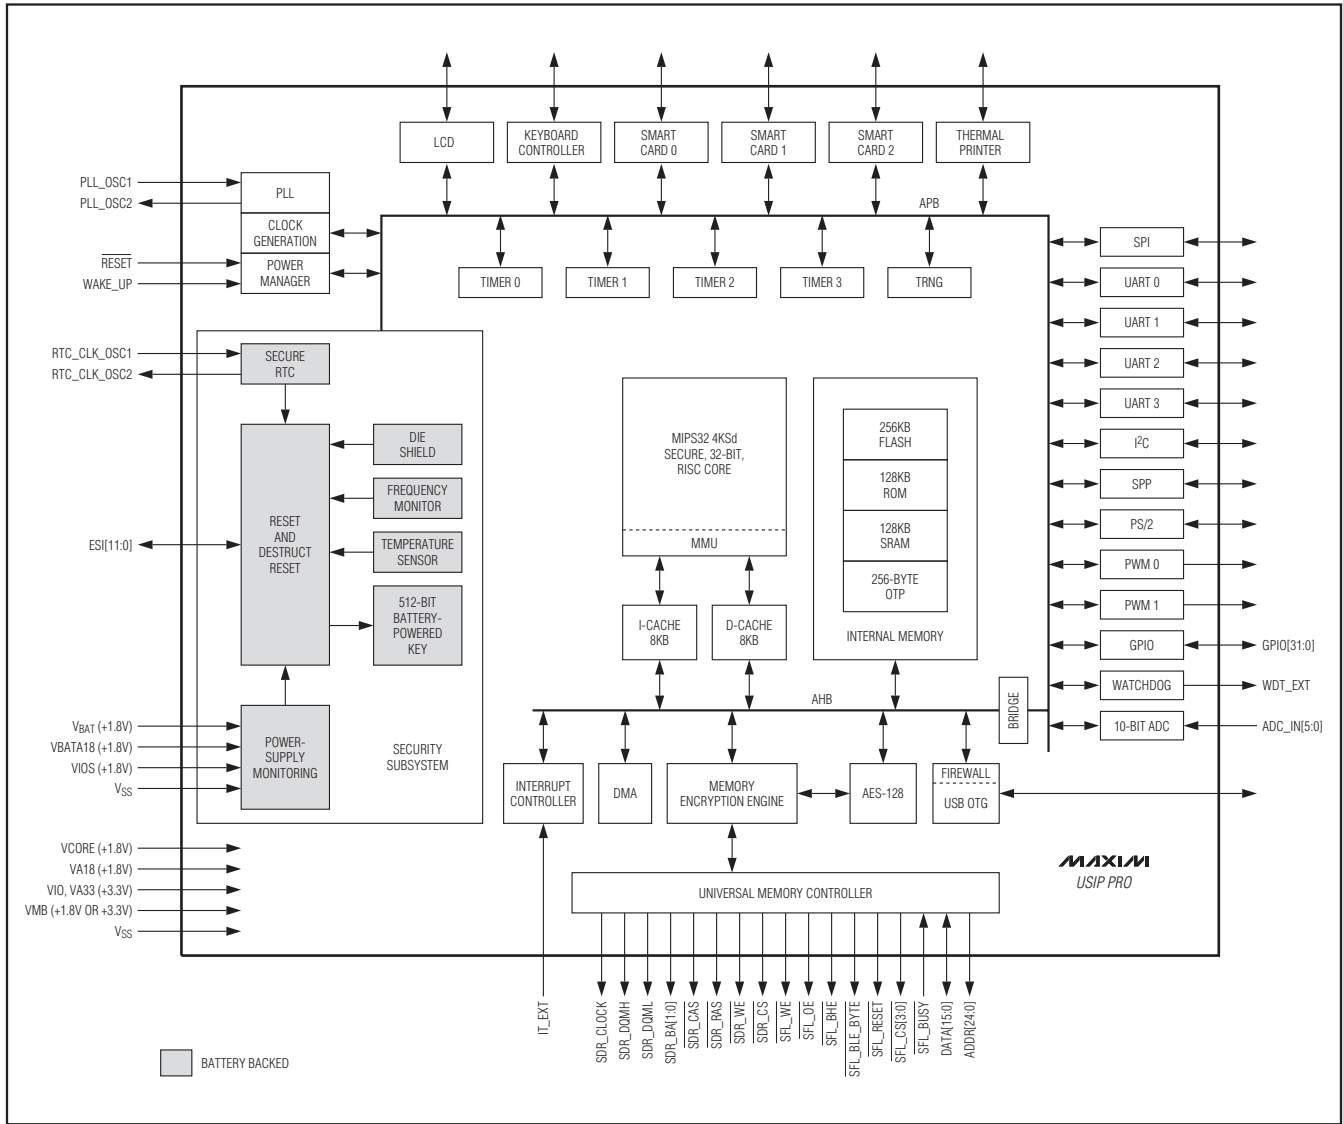 LCD
KEYBOARD
CONTROLLER
SMART
CARD 0
SMART
CARD 1
SMART
CARD 2
THERMAL
PRINTER
PLL_OSC1
PLL_OSC2
PLL
CLOCK
GENERATION
RESET
WAKE_UP
POWER
MANAGER
APB
TIMER 0
TIMER 1
TIMER 2
TIMER 3
TRNG
SPI
UART 0
UART 1
UART 2
UART 3
I2C
SPP
PS/2
PWM 0
PWM 1
GPIO
GPIO[31:0]
WATCHDOG
WDT_EXT
10-BIT ADC
ADC_IN[5:0]
RTC_CLK_OSC1
RTC_CLK_OSC2
SECURE
RTC
DIE
SHIELD
FREQUENCY
MONITOR
ESI[11:0]
RESET
AND
DESTRUCT
RESET
TEMPERATURE
SENSOR
512-BIT
BATTERY-
POWERED
KEY
VBAT (+1.8V)
VBATA18 (+1.8V)
VIOS (+1.8V)
VSS
POWER-
SUPPLY
MONITORING
SECURITY
SUBSYSTEM
MIPS32 4KSd
SECURE, 32-BIT,
RISC CORE
MMU
I-CACHE
8KB
D-CACHE
8KB
256KB
FLASH
128KB
ROM
128KB
SRAM
256-BYTE
OTP
INTERNAL MEMORY
AHB
BRIDGE
INTERRUPT
CONTROLLER
DMA
MEMORY
ENCRYPTION ENGINE
AES-128
FIREWALL
USB OTG
VCORE (+1.8V)
VA18 (+1.8V)
VIO, VA33 (+3.3V)
VMB (+1.8V OR +3.3V)
VSS
MAXIM
USIP PRO
UNIVERSAL MEMORY CONTROLLER
IT_EXT
SDR_CLOCK
SDR_DQMH
SDR_DQML
SDR_BA[1:0]
SDR_CAS
SDR_RAS
SDR_WE
SDR_CS
SFL_WE
SFL_OE
SFL_BHE
SFL_BLE_BYTE
SFL_RESET
SFL_CS[3:0]
SFL_BUSY
DATA[15:0]
ADDR[24:0]
BATTERY BACKED